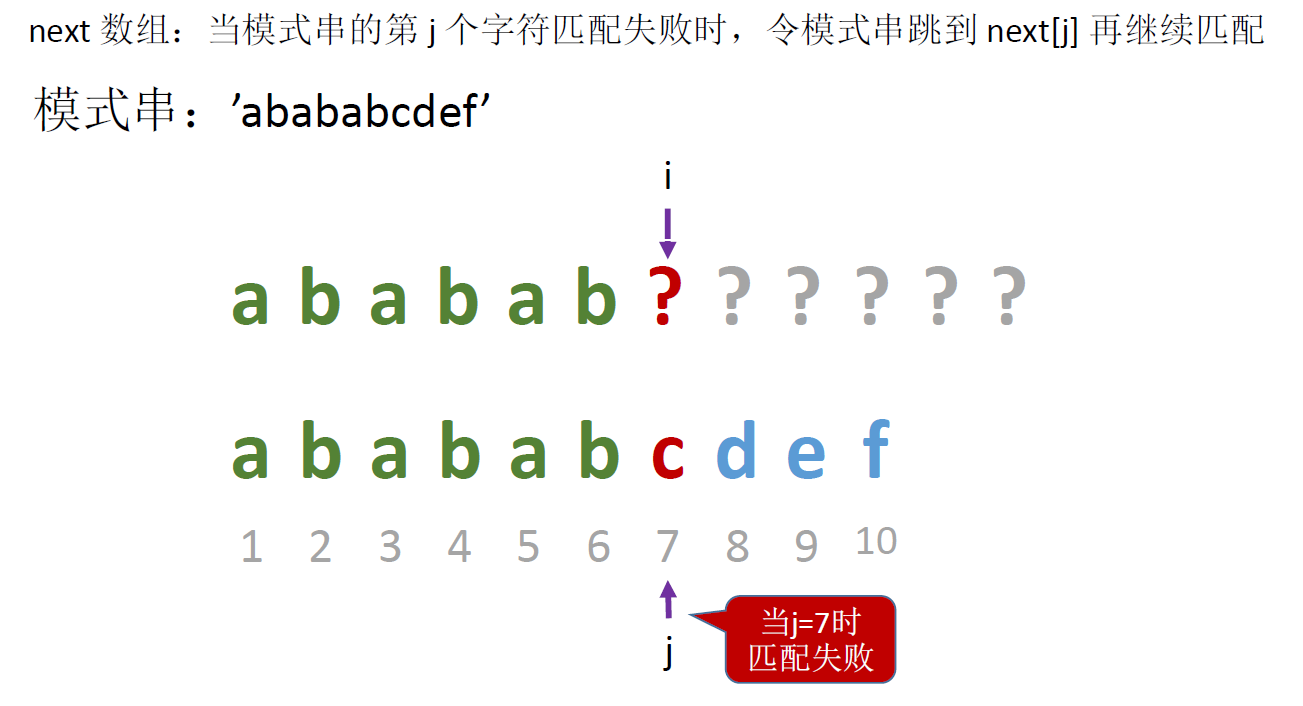 next 数组：当模式串的第 j 个字符匹配失败时，令模式串跳到 next[j] 再继续匹配
模式串：’abababcdef’
i
a b a b a b ? ? ? ? ? ?
a b a b a b c d e f
1 2 3 4 5 6 7 8 9 10
当j=7时
匹配失败
j